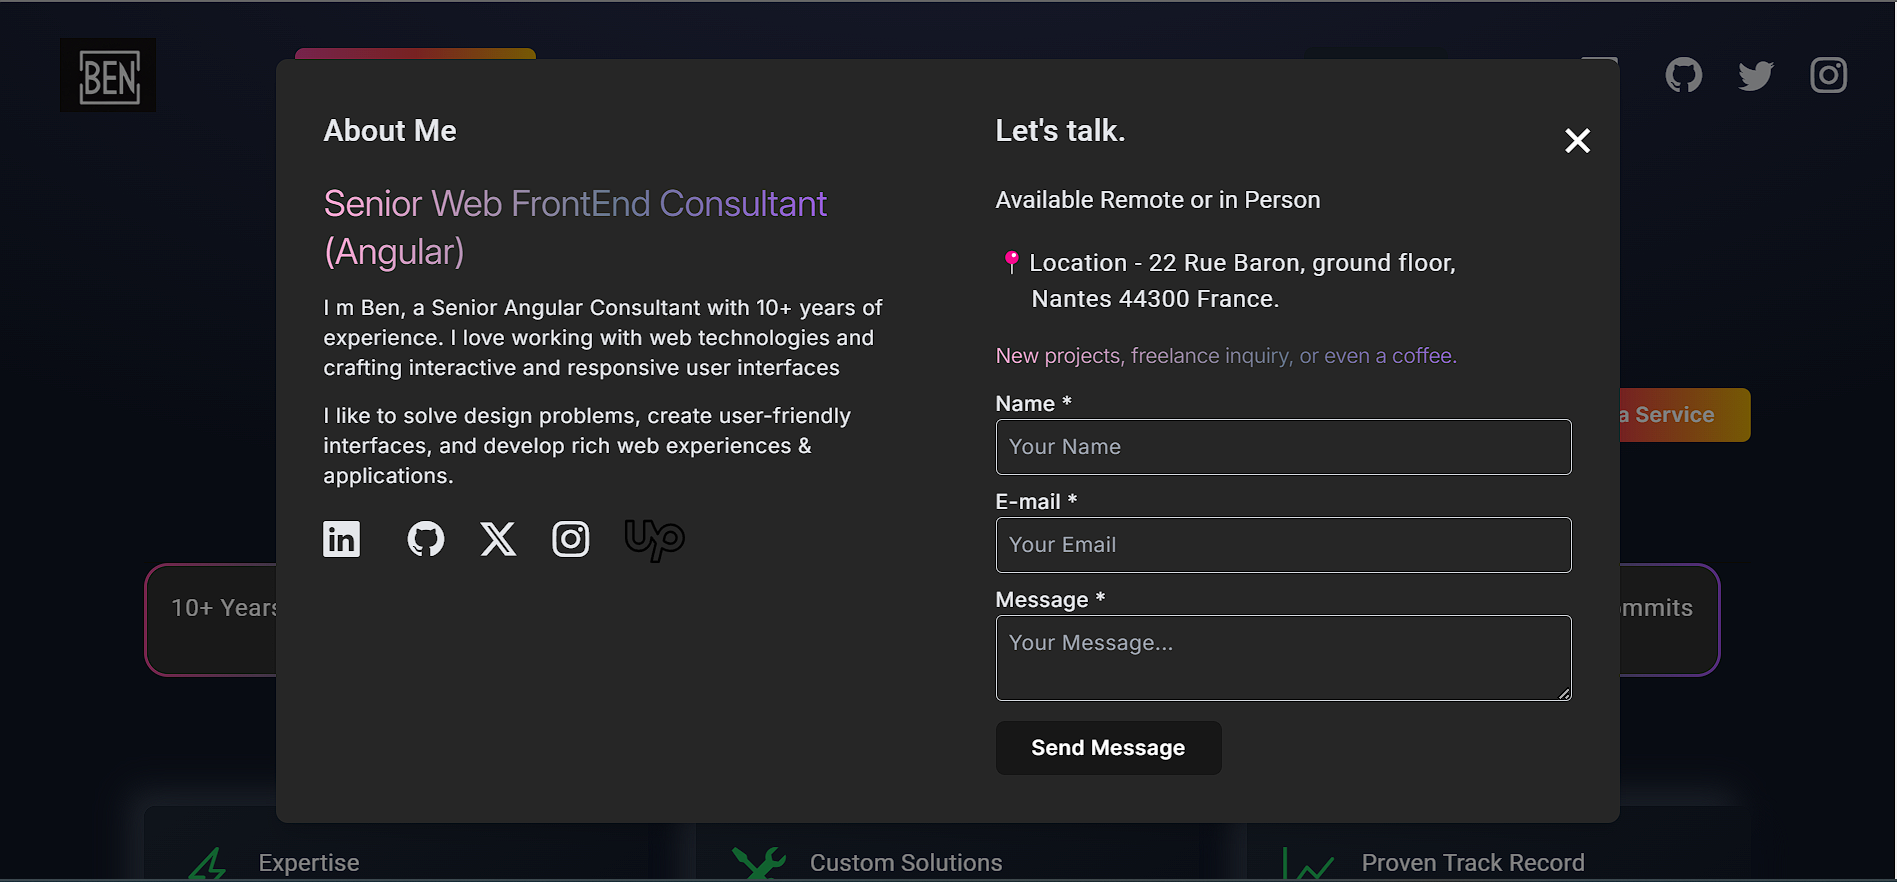 BEN
About Me
Senior Web FrontEnd Consultant
(Angular)
I m Ben, a Senior Angular Consultant with 10+ years of
experience. I love working with web technologies and
crafting interactive and responsive user interfaces
I like to solve design problems, create user-friendly
interfaces, and develop rich web experiences &
applications.
in
X
Up
Let's talk.
Available Remote or in Person
Location - 22 Rue Baron, ground floor,
Nantes 44300 France.
New projects, freelance inquiry, or even a coffee.
Name *
Your Name
E-mail *
Your Email
Message *
Your Message...
Send Message
a Service
10+ Years
mmits
Expertise
Custom Solutions
Proven Track Record